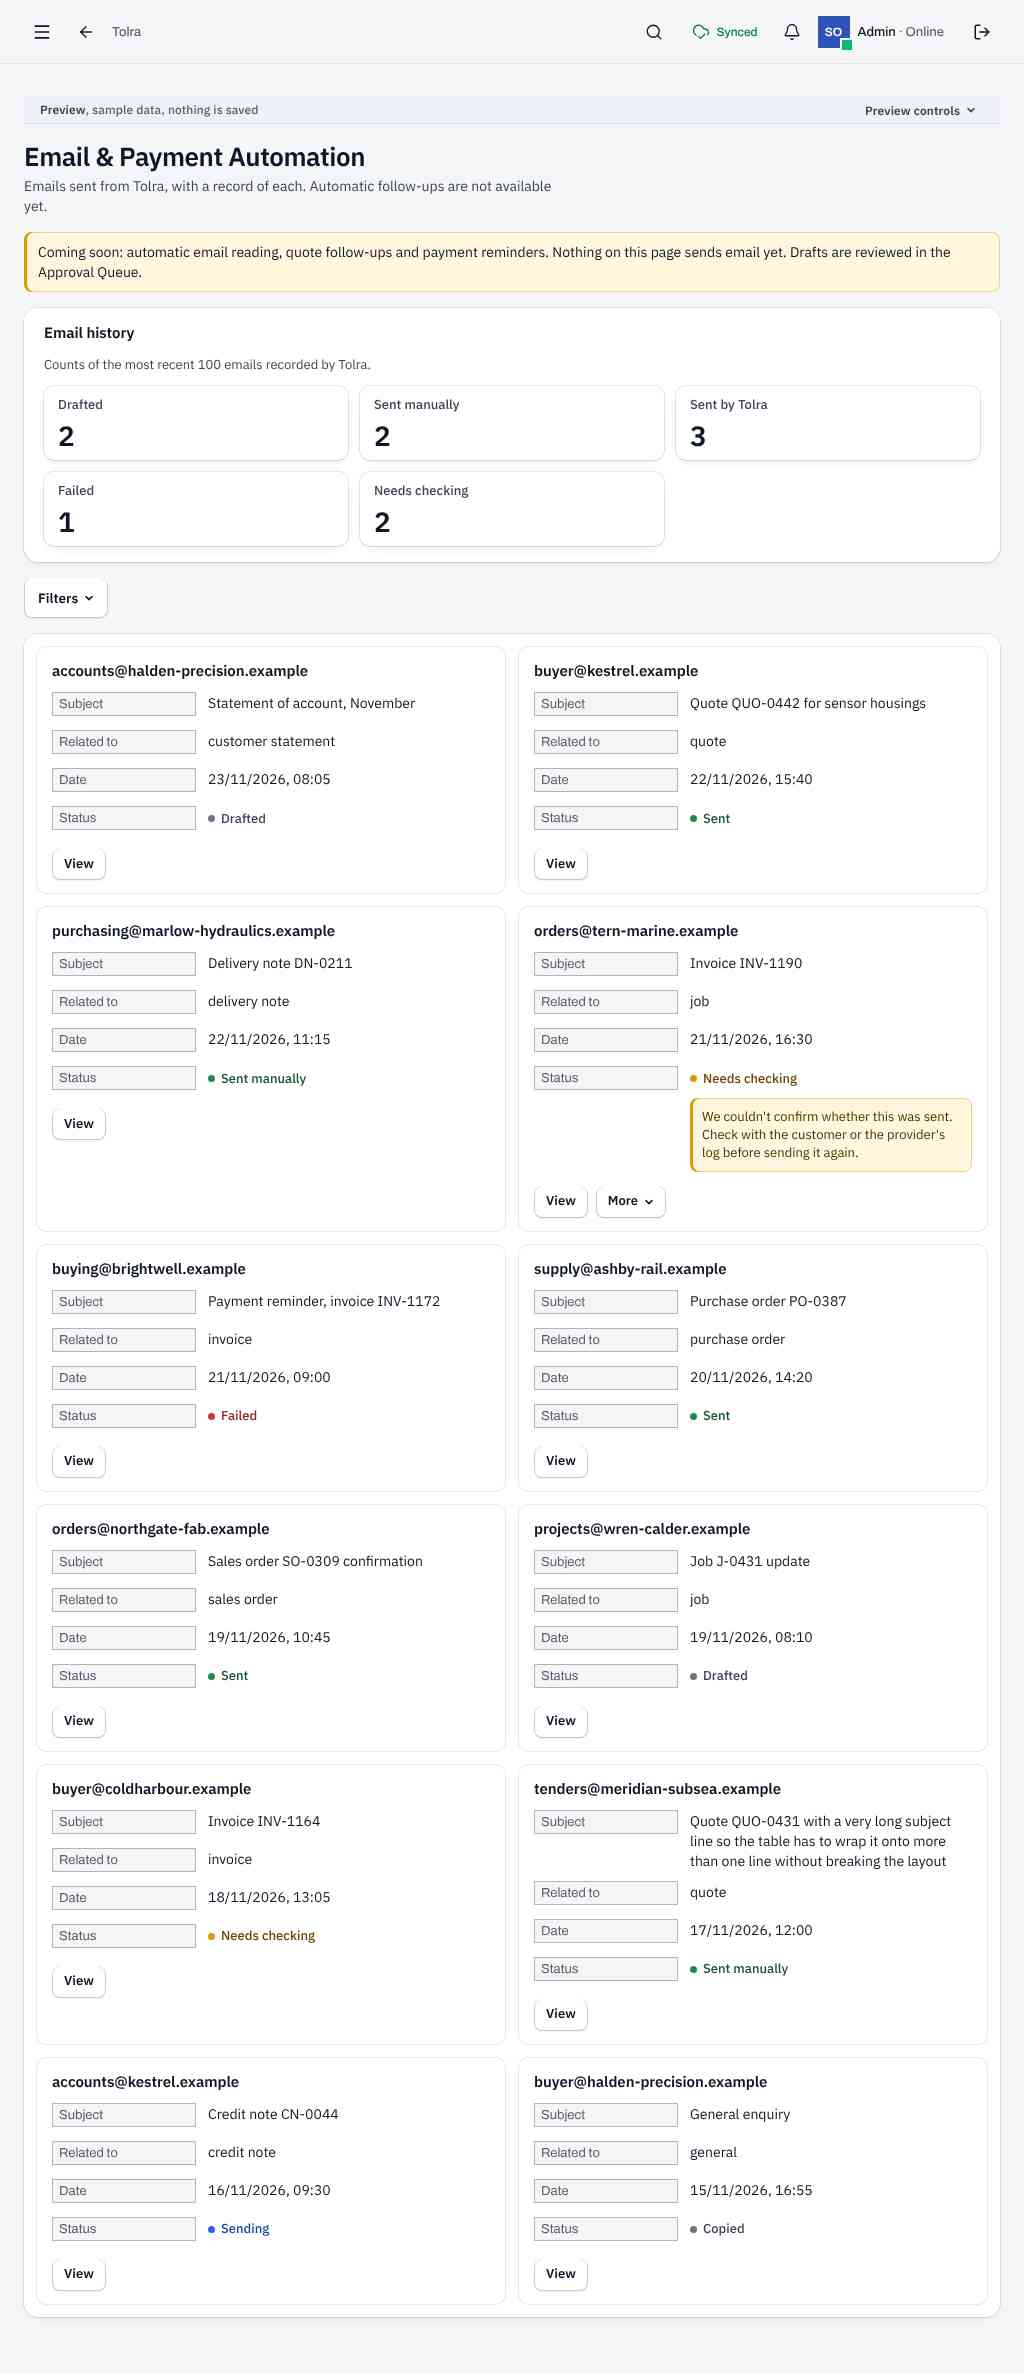 Tolra
Synced
SO
Admin · Online
Preview, sample data, nothing is saved
Preview controls
Email & Payment Automation
Emails sent from Tolra, with a record of each. Automatic follow-ups are not available
yet.
Coming soon: automatic email reading, quote follow-ups and payment reminders. Nothing on this page sends email yet. Drafts are reviewed in the
Approval Queue.
Email history
Counts of the most recent 100 emails recorded by Tolra.
Drafted
2
Sent manually
2
Sent by Tolra
3
Failed
1
Needs checking
2
Filters
accounts@halden-precision.example
Subject Statement of account, November
Related to customer statement
Date 23/11/2026, 08:05
Status Drafted
View
buyer@kestrel.example
Subject Quote QUO-0442 for sensor housings
Related to quote
Date 22/11/2026, 15:40
Status Sent
View
purchasing@marlow-hydraulics.example
Subject Delivery note DN-0211
Related to delivery note
Date 22/11/2026, 11:15
Status Sent manually
View
orders@tern-marine.example
Subject Invoice INV-1190
Related to job
Date 21/11/2026, 16:30
Status Needs checking
We couldn't confirm whether this was sent.
Check with the customer or the provider's
log before sending it again.
View More
buying@brightwell.example
Subject Payment reminder, invoice INV-1172
Related to invoice
Date 21/11/2026, 09:00
Status Failed
View
supply@ashby-rail.example
Subject Purchase order PO-0387
Related to purchase order
Date 20/11/2026, 14:20
Status Sent
View
orders@northgate-fab.example
Subject Sales order SO-0309 confirmation
Related to sales order
Date 19/11/2026, 10:45
Status Sent
View
projects@wren-calder.example
Subject Job J-0431 update
Related to job
Date 19/11/2026, 08:10
Status Drafted
View
buyer@coldharbour.example
Subject Invoice INV-1164
Related to invoice
Date 18/11/2026, 13:05
Status Needs checking
View
tenders@meridian-subsea.example
Subject Quote QUO-0431 with a very long subject
line so the table has to wrap it onto more
than one line without breaking the layout
Related to quote
Date 17/11/2026, 12:00
Status Sent manually
View
accounts@kestrel.example
Subject Credit note CN-0044
Related to credit note
Date 16/11/2026, 09:30
Status Sending
View
buyer@halden-precision.example
Subject General enquiry
Related to general
Date 15/11/2026, 16:55
Status Copied
View